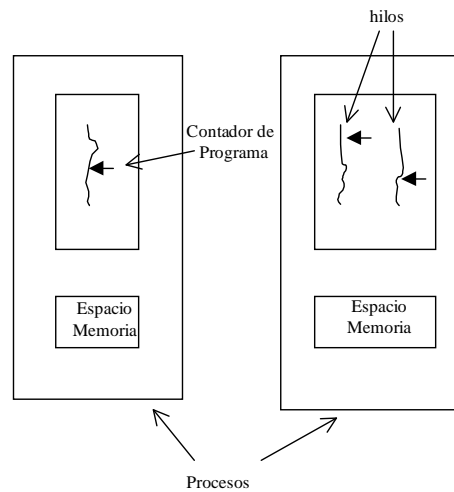 hilos
Contador de
Programa
Espacio
Memoria
Espacio
Memoria
Procesos